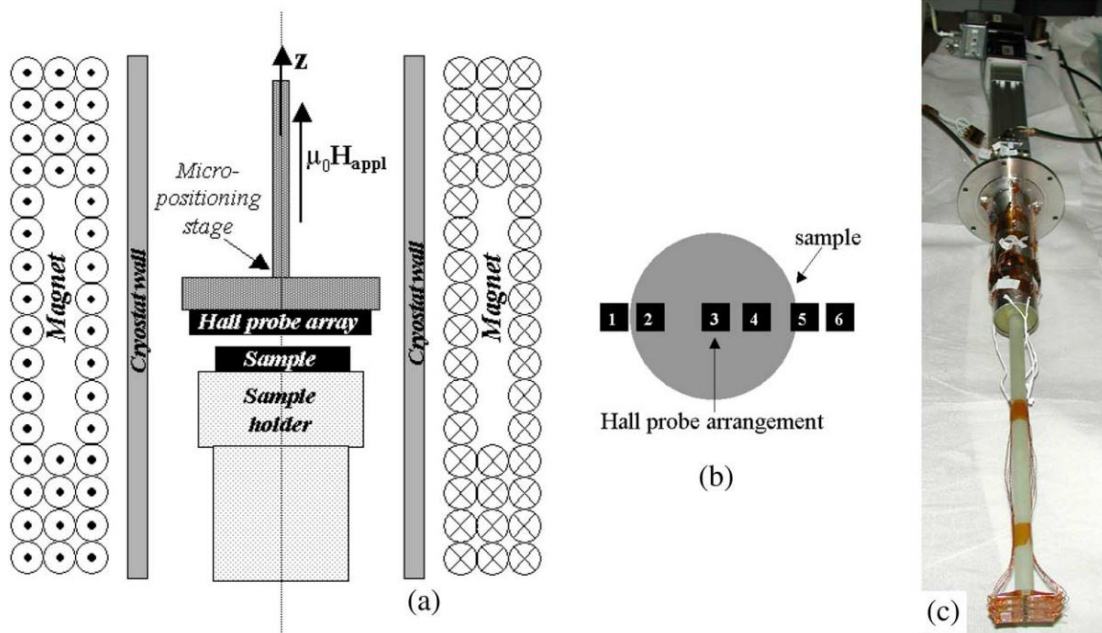 z
μ₀Hₐₚₚₗ
Micro-
positioning
stage
Magnet
Cryostat wall
Hall probe array
Sample
Sample
holder
Cryostat wall
Magnet
(a)
sample
1 2 3 4 5 6
Hall probe arrangement
(b)
(c)